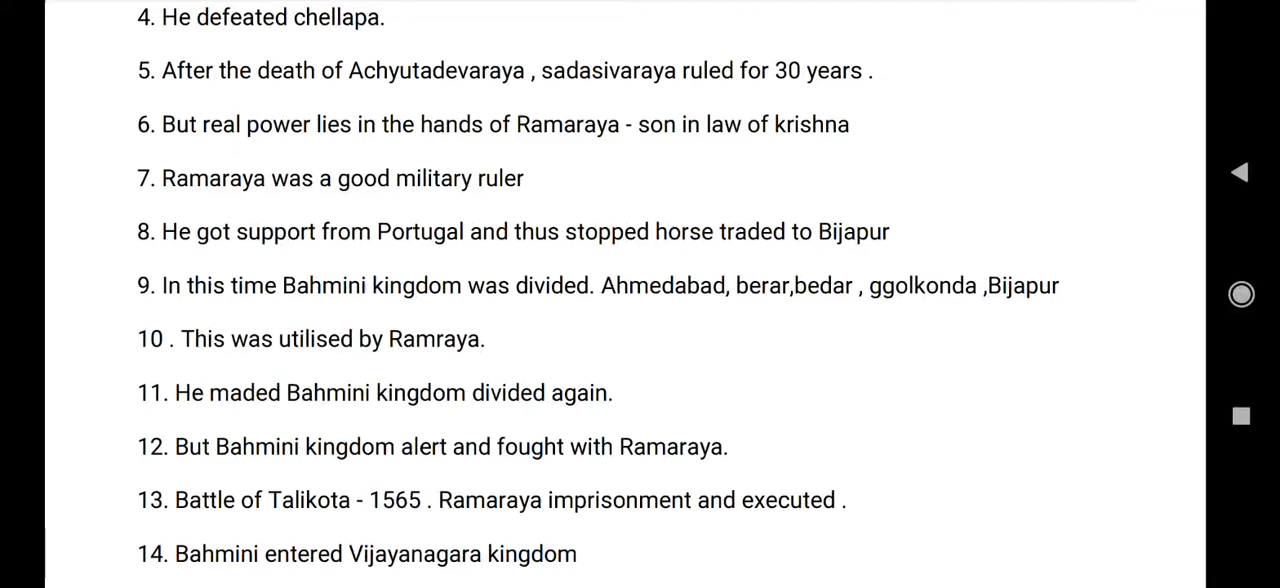 4. He defeated chellapa.
5. After the death of Achyutadevaraya , sadasivaraya ruled for 30 years .
6. But real power lies in the hands of Ramaraya - son in law of krishna
7. Ramaraya was a good military ruler
8. He got support from Portugal and thus stopped horse traded to Bijapur
9. In this time Bahmini kingdom was divided. Ahmedabad, berar,bedar , ggolkonda ,Bijapur
10 . This was utilised by Ramraya.
11. He maded Bahmini kingdom divided again.
12. But Bahmini kingdom alert and fought with Ramaraya.
13. Battle of Talikota - 1565 . Ramaraya imprisonment and executed .
14. Bahmini entered Vijayanagara kingdom